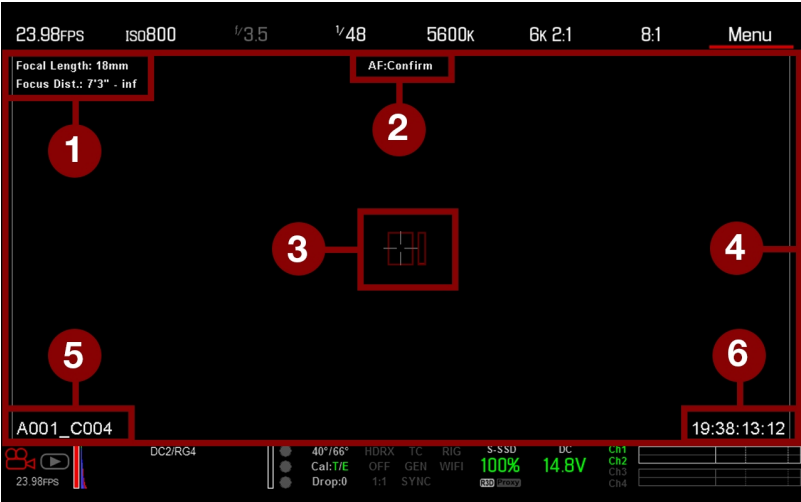 23.98FPS ISO800 f/3.5 1/48 5600K 6K 2:1 8:1 Menu
Focal Length: 18mm
Focus Dist.: 7'3" - inf
AF:Confirm
1
2
3
4
5
6
A001_C004
19:38:13:12
DC2/RG4
40°/66° HDRX TC RIG S-SSD DC Ch1
Cal:T/E OFF GEN WIFI 100% 14.8V Ch2
Ch3
23.98FPS Drop:0 1:1 SYNC R3D Proxy Ch4